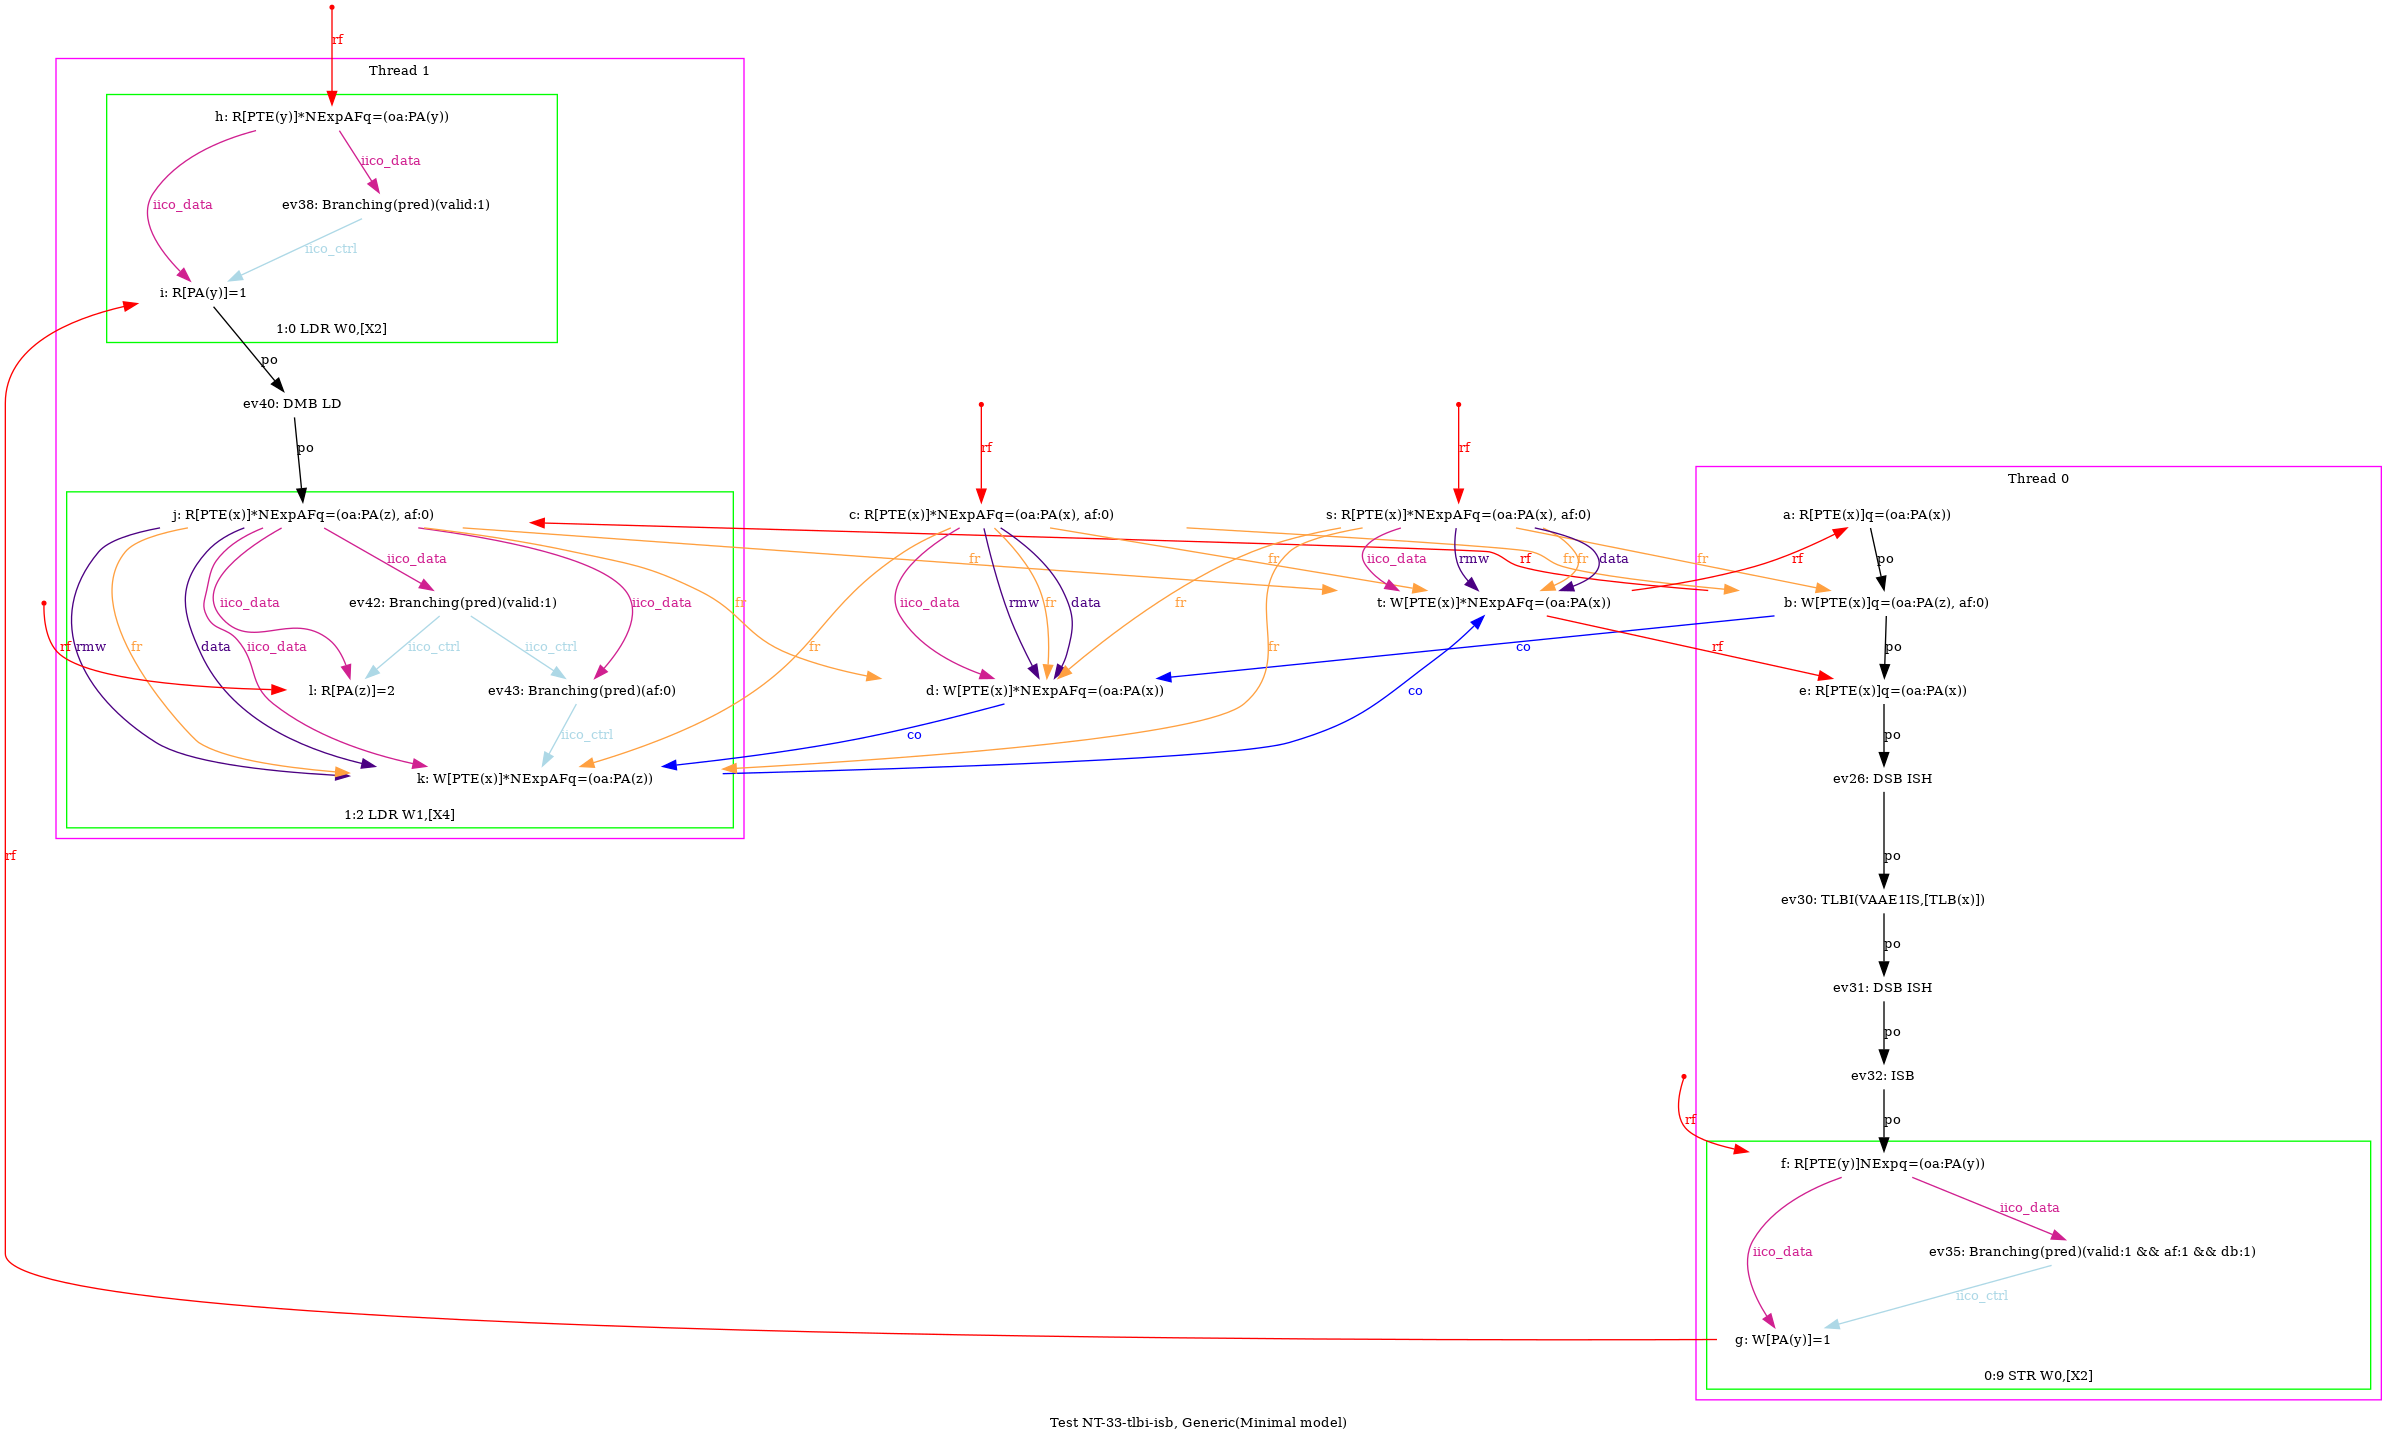 rf
Thread 1
h: R[PTE(y)]*NExpAFq=(oa:PA(y))
iico_data
iico_data
ev38: Branching(pred)(valid:1)
iico_ctrl
i: R[PA(y)]=1
1:0 LDR W0,[X2]
po
ev40: DMB LD
po
rf
rf
Thread 0
j: R[PTE(x)]*NExpAFq=(oa:PA(z), af:0)
c: R[PTE(x)]*NExpAFq=(oa:PA(x), af:0)
s: R[PTE(x)]*NExpAFq=(oa:PA(x), af:0)
a: R[PTE(x)]q=(oa:PA(x))
iico_data
fr
fr
iico_data
rmw
rf
fr
fr
data
fr
rf
po
iico_data
ev42: Branching(pred)(valid:1)
iico_data
fr
iico_data
rmw
fr
data
fr
t: W[PTE(x)]*NExpAFq=(oa:PA(x))
b: W[PTE(x)]q=(oa:PA(z), af:0)
rf
rmw
fr
data
iico_data
iico_ctrl
iico_ctrl
fr
fr
co
rf
po
l: R[PA(z)]=2
ev43: Branching(pred)(af:0)
d: W[PTE(x)]*NExpAFq=(oa:PA(x))
co
e: R[PTE(x)]q=(oa:PA(x))
iico_ctrl
co
po
k: W[PTE(x)]*NExpAFq=(oa:PA(z))
ev26: DSB ISH
1:2 LDR W1,[X4]
rf
po
ev30: TLBI(VAAE1IS,[TLB(x)])
po
ev31: DSB ISH
po
ev32: ISB
rf
po
f: R[PTE(y)]NExpq=(oa:PA(y))
iico_data
iico_data
ev35: Branching(pred)(valid:1 && af:1 && db:1)
iico_ctrl
g: W[PA(y)]=1
0:9 STR W0,[X2]
Test NT-33-tlbi-isb, Generic(Minimal model)